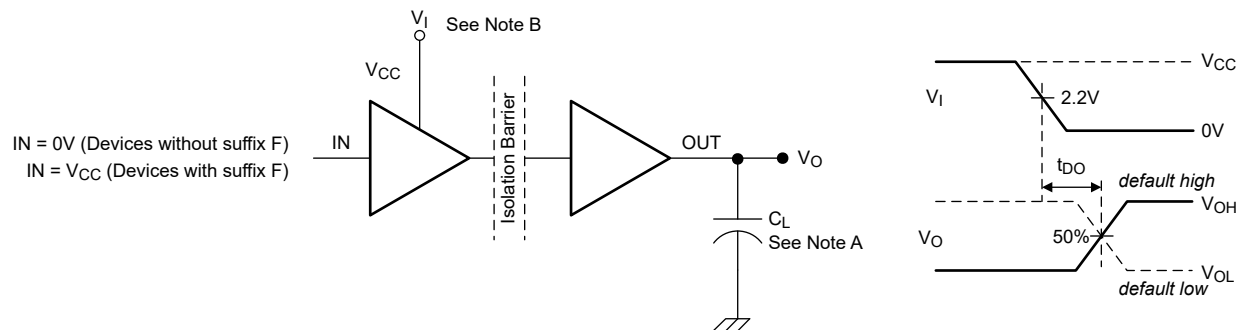 V_I See Note B
V_CC
IN = 0V (Devices without suffix F)
IN = V_CC (Devices with suffix F)
IN
Isolation Barrier
OUT
V_O
C_L
See Note A
V_I
V_CC
2.2V
0V
t_DO
default high
V_OH
V_O
50%
V_OL
default low